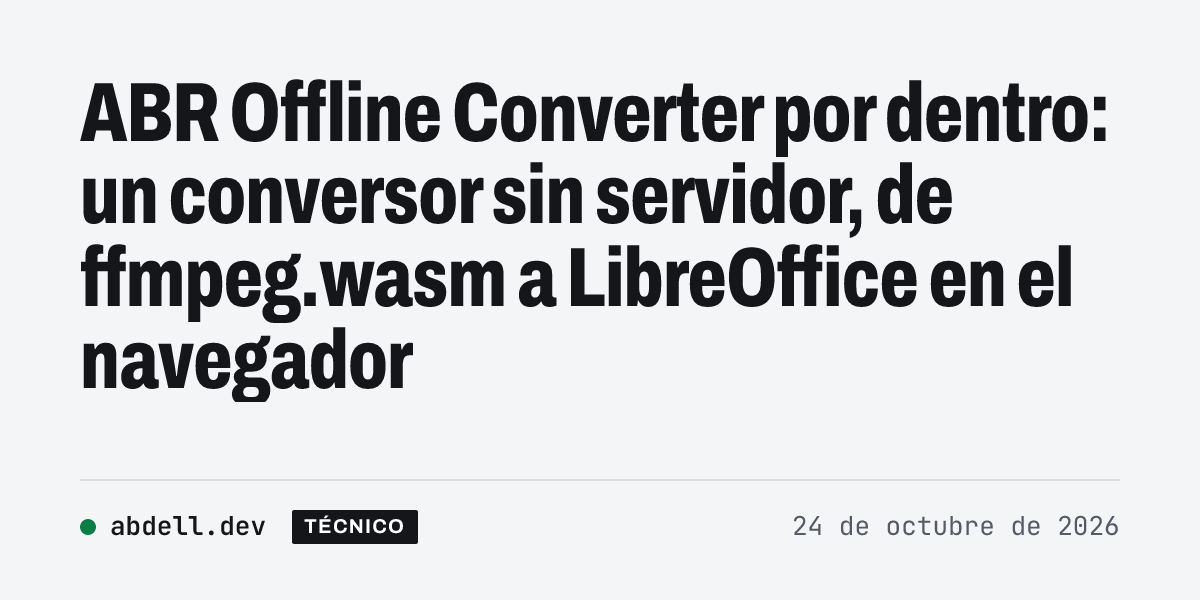 ABR Offline Converter por dentro:
un conversor sin servidor, de
ffmpeg.wasm a LibreOffice en el
navegador
abdell.dev TÉCNICO 24 de octubre de 2026